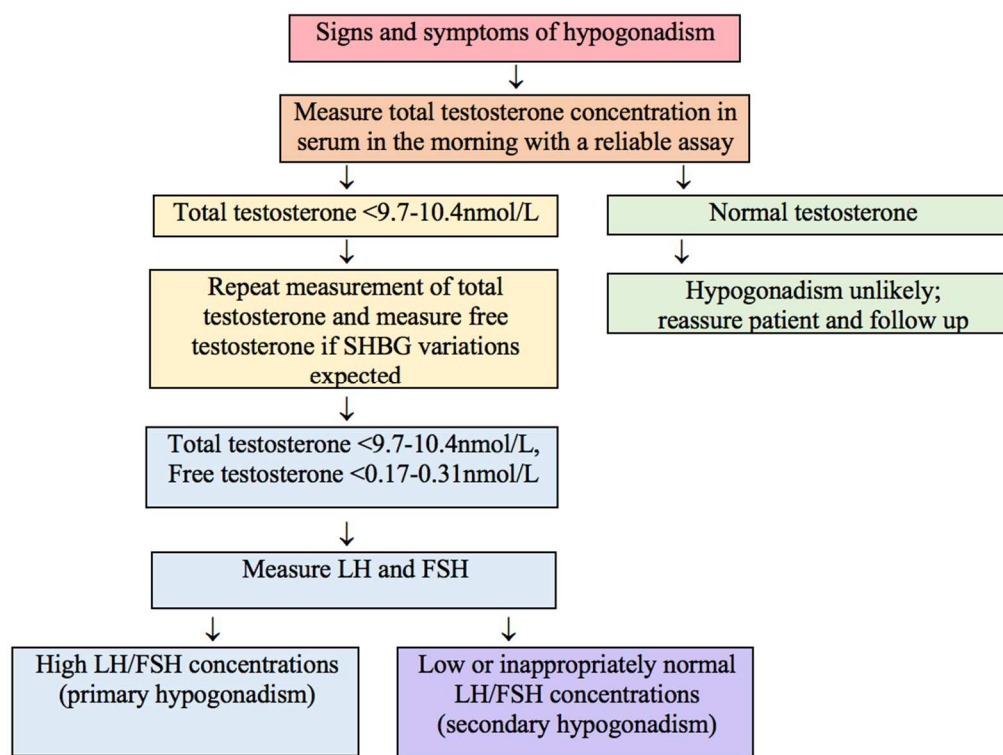 Signs and symptoms of hypogonadism
Measure total testosterone concentration in
serum in the morning with a reliable assay
Total testosterone <9.7-10.4nmol/L
Normal testosterone
Repeat measurement of total
testosterone and measure free
testosterone if SHBG variations
expected
Hypogonadism unlikely;
reassure patient and follow up
Total testosterone <9.7-10.4nmol/L,
Free testosterone <0.17-0.31nmol/L
Measure LH and FSH
High LH/FSH concentrations
(primary hypogonadism)
Low or inappropriately normal
LH/FSH concentrations
(secondary hypogonadism)